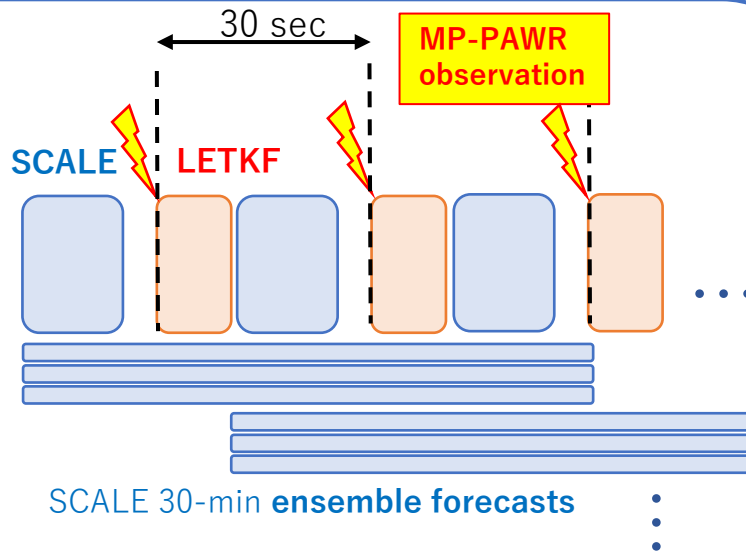 30 sec
MP-PAWR
observation
SCALE
LETKF
SCALE 30-min ensemble forecasts